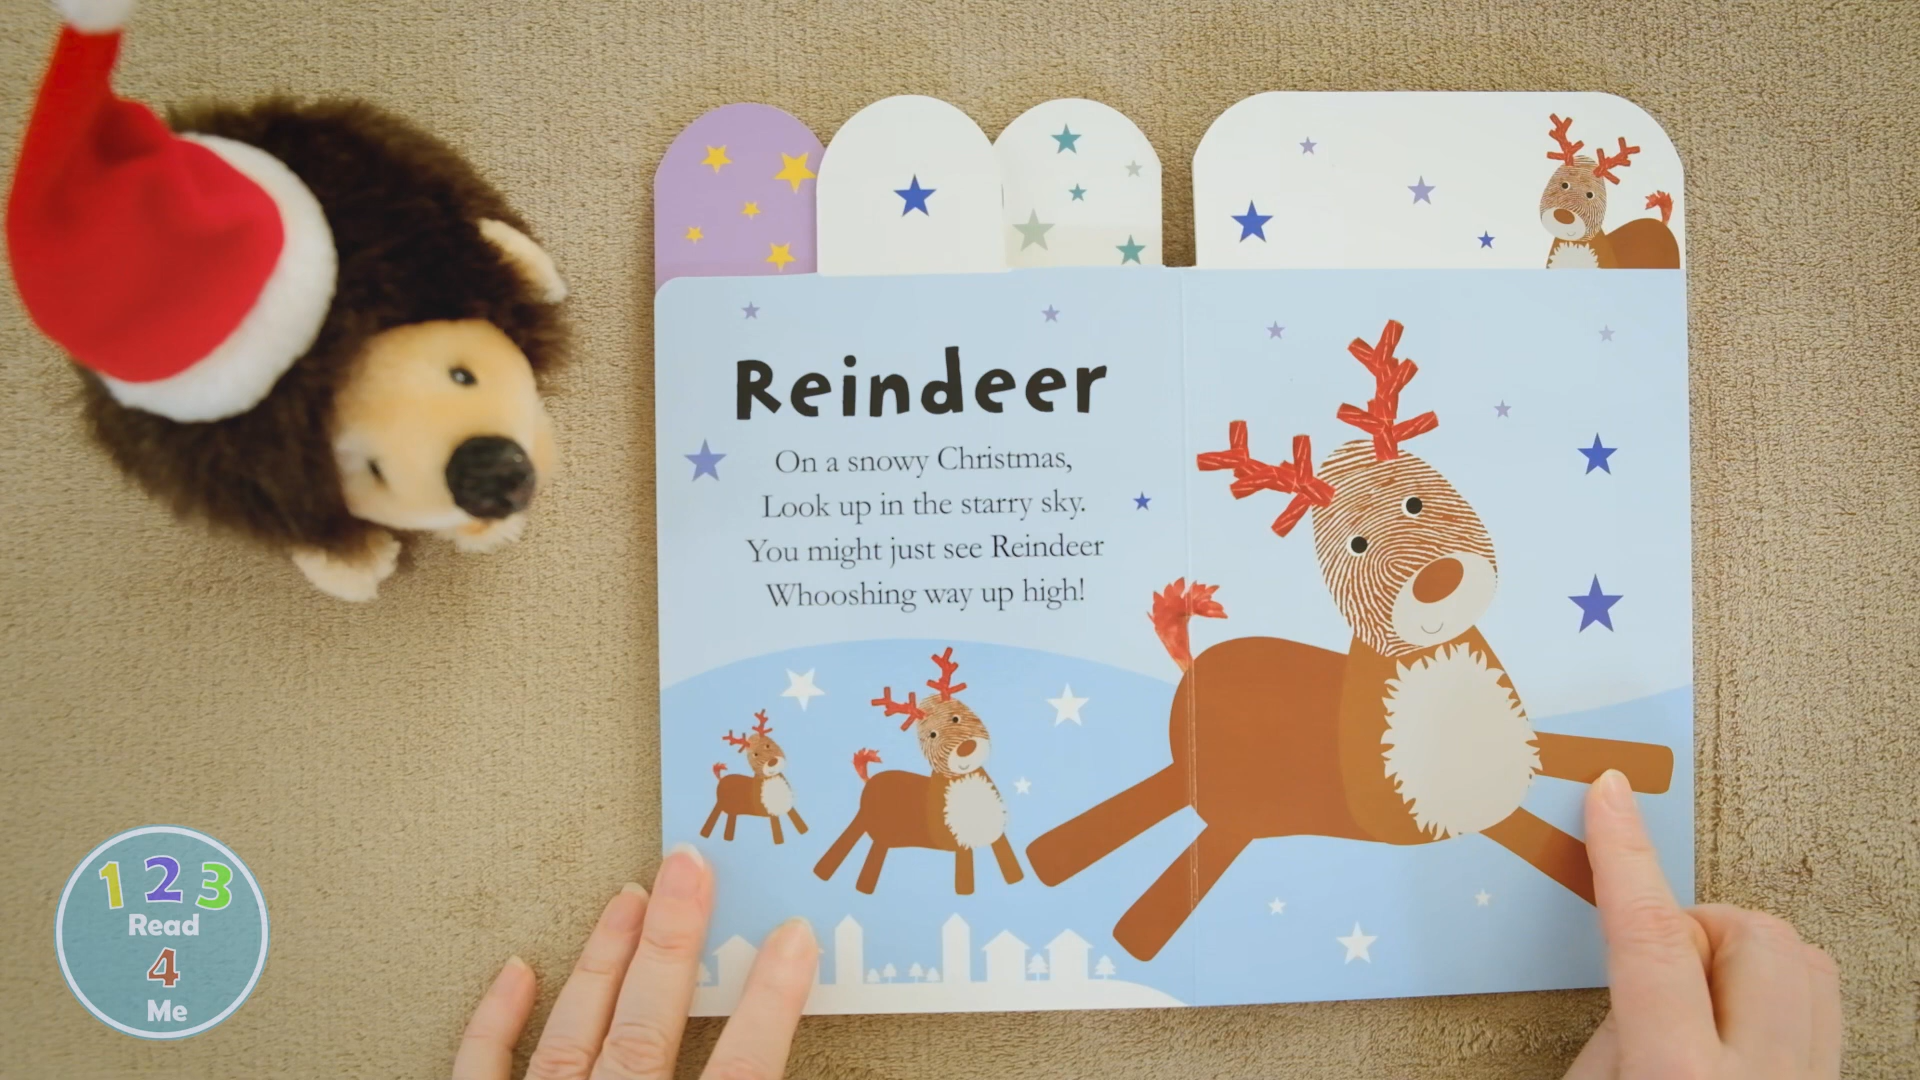 Reindeer
On a snowy Christmas,
Look up in the starry sky.
You might just see Reindeer
Whooshing way up high!
1 2 3
Read
4
Me